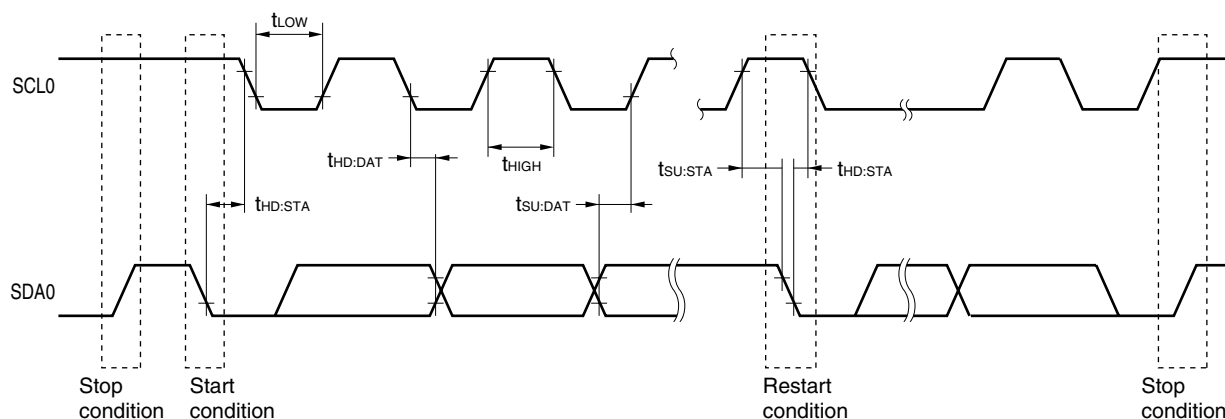 tLOW
SCL0
tHD:DAT
tHIGH
tSU:STA
tHD:STA
tHD:STA
tSU:DAT
SDA0
Stop
condition
Start
condition
Restart
condition
Stop
condition